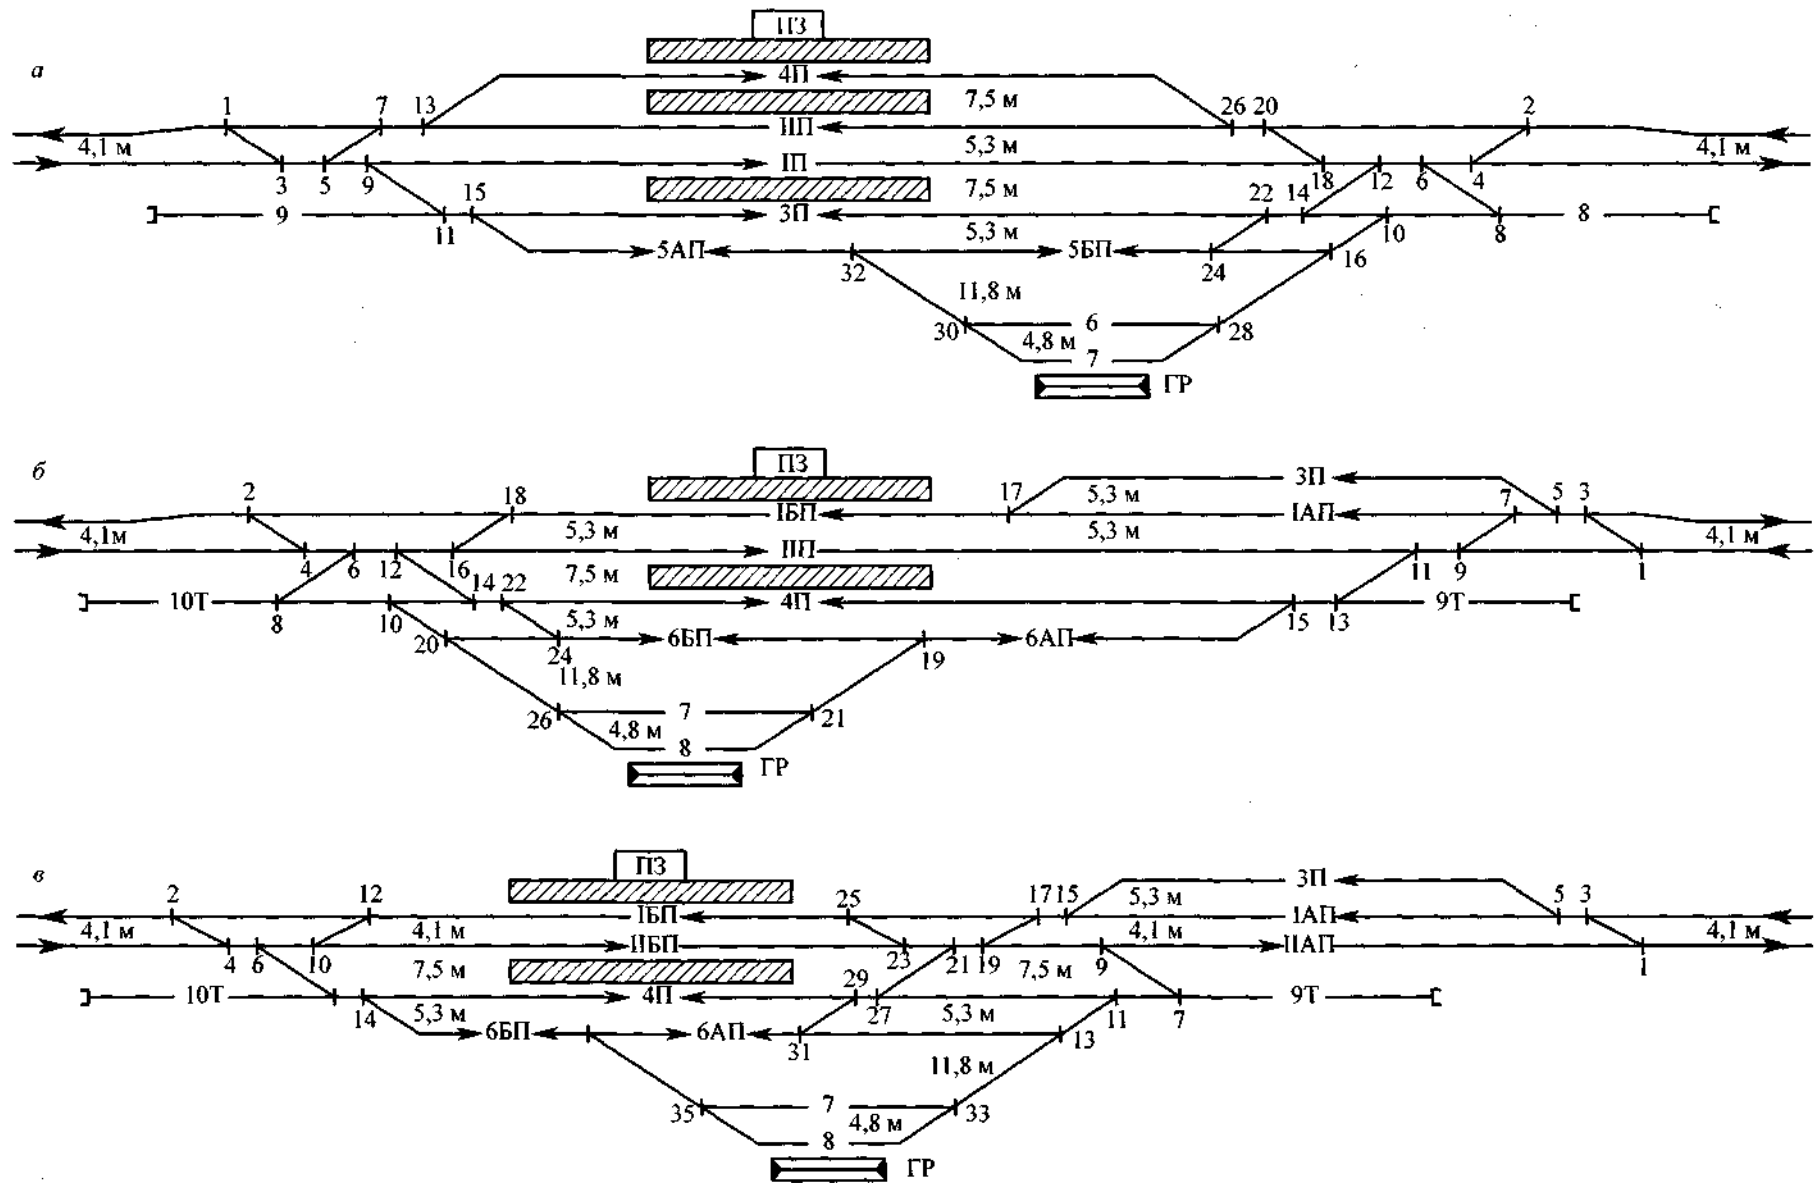 ПЗ
а
4П
7,5 м
1 7 13 26 20 2
4,1 м IIП 5,3 м 4,1 м
IП
3 5 9 7,5 м 18 12 6 4
15 22 14
9 3П 8
11 5,3 м 10 8
5АП 5БП
32 24 16
11,8 м
30 6 28
4,8 м
7
ГР
б
ПЗ
3П
2 18 17 5,3 м 7 5 3
4,1м 5,3 м IБП 5,3 м IАП 4,1 м
IIП
4 6 12 16 7,5 м 11 9 1
14 22
10Т 4П 9Т
8 10 5,3 м 15 13
6БП 6АП
20 24 19
11,8 м
26 7 21
4,8 м
8
ГР
в
ПЗ
3П
2 12 25 17 15 5,3 м 5 3
IБП IАП
4,1 м 4,1 м 4,1 м 4,1 м
IIБП IIАП
4 6 10 7,5 м 23 21 19 7,5 м 9 1
29
10Т 4П 9Т
14 5,3 м 27 5,3 м 11 7
6БП 6АП
31 13
11,8 м
35 7 33
4,8 м
8
ГР